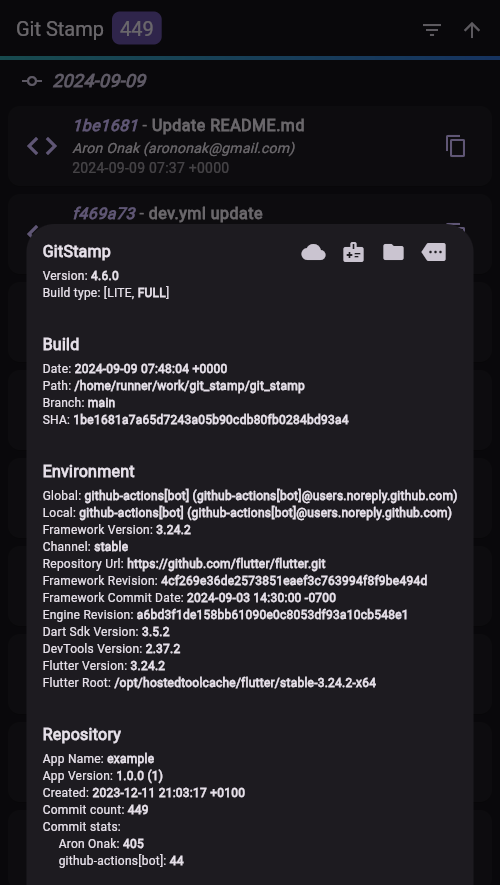 Git Stamp 449
2024-09-09
1be1681 - Update README.md
Aron Onak (arononak@gmail.com)
2024-09-09 07:37 +0000
f469a73 - dev.yml update
GitStamp
Version: 4.6.0
Build type: [LITE, FULL]
Build
Date: 2024-09-09 07:48:04 +0000
Path: /home/runner/work/git_stamp/git_stamp
Branch: main
SHA: 1be1681a7a65d7243a05b90cdb80fb0284bd93a4
Environment
Global: github-actions[bot] (github-actions[bot]@users.noreply.github.com)
Local: github-actions[bot] (github-actions[bot]@users.noreply.github.com)
Framework Version: 3.24.2
Channel: stable
Repository Url: https://github.com/flutter/flutter.git
Framework Revision: 4cf269e36de2573851eaef3c763994f8f9be494d
Framework Commit Date: 2024-09-03 14:30:00 -0700
Engine Revision: a6bd3f1de158bb61090e0c8053df93a10cb548e1
Dart Sdk Version: 3.5.2
DevTools Version: 2.37.2
Flutter Version: 3.24.2
Flutter Root: /opt/hostedtoolcache/flutter/stable-3.24.2-x64
Repository
App Name: example
App Version: 1.0.0 (1)
Created: 2023-12-11 21:03:17 +0100
Commit count: 449
Commit stats:
Aron Onak: 405
github-actions[bot]: 44